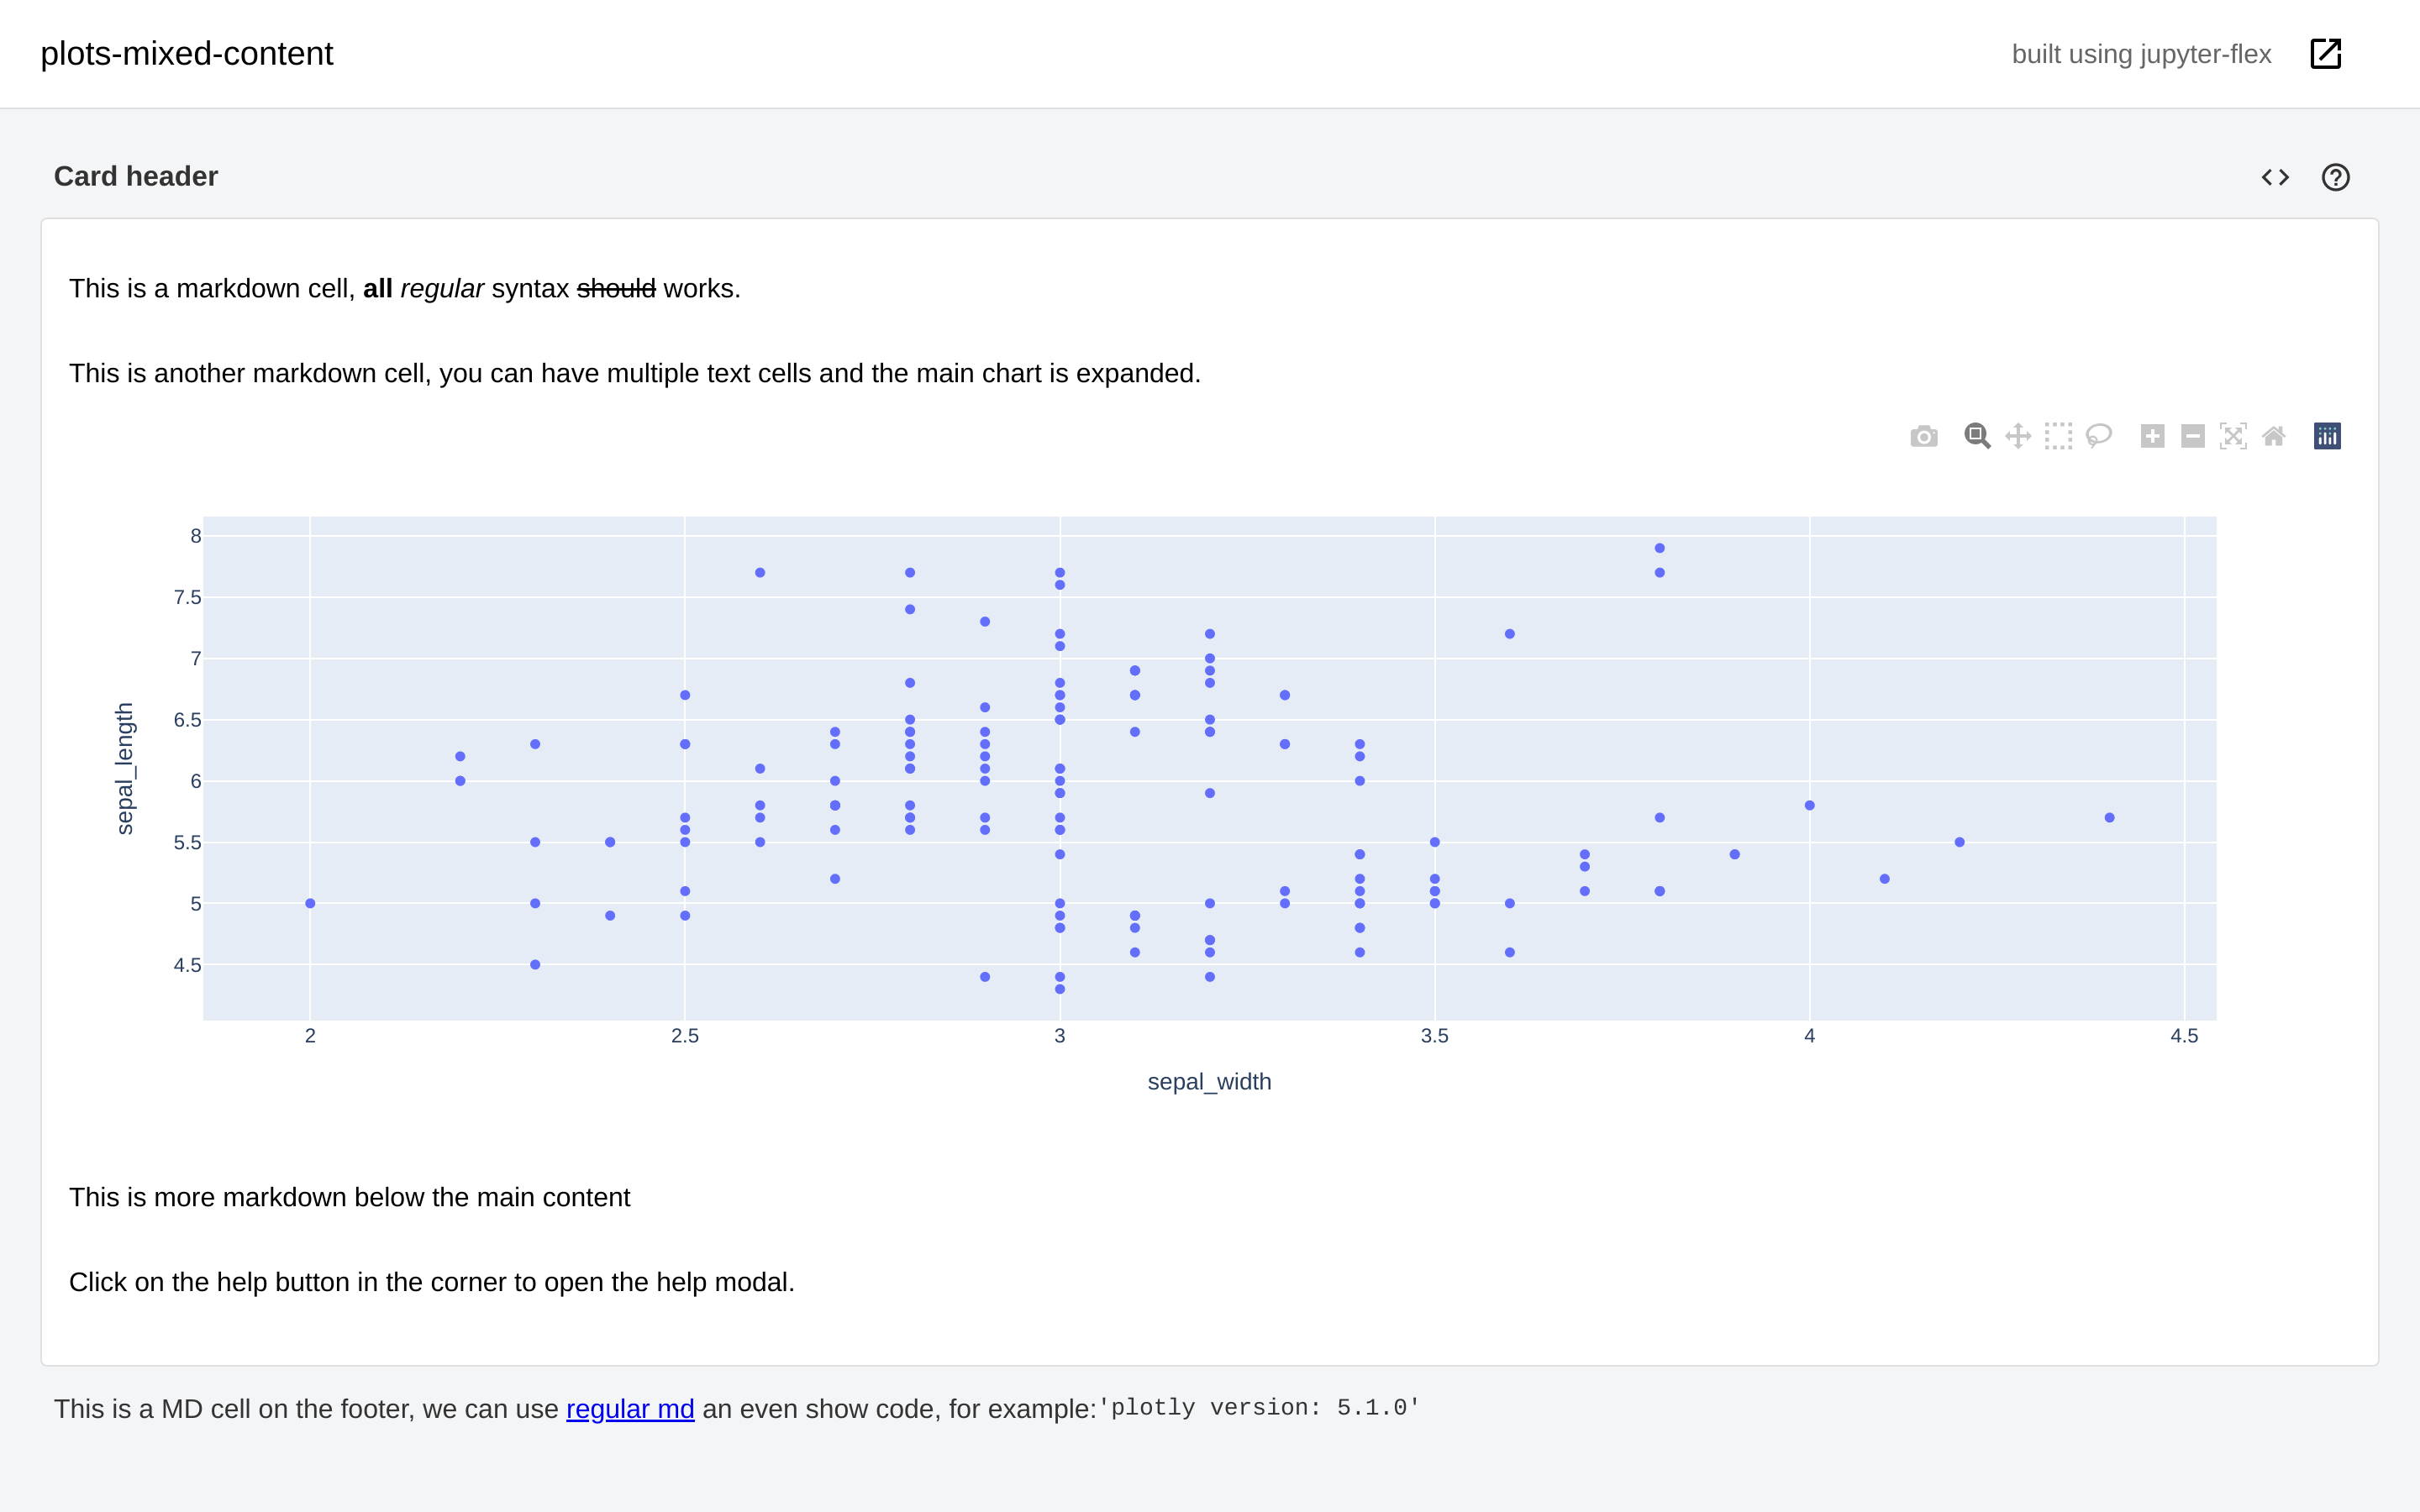 plots-mixed-content
built using jupyter-flex
Card header
This is a markdown cell, all regular syntax should works.
This is another markdown cell, you can have multiple text cells and the main chart is expanded.
8
7.5
7
6.5
6
5.5
5
4.5
sepal_length
2 2.5 3 3.5 4 4.5
sepal_width
This is more markdown below the main content
Click on the help button in the corner to open the help modal.
This is a MD cell on the footer, we can use regular md an even show code, for example:'plotly version: 5.1.0'